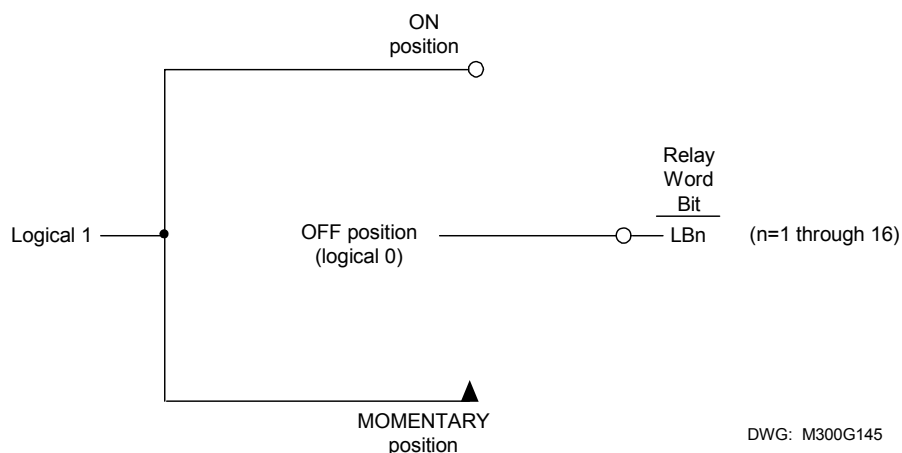 ON
position
Relay
Word
Bit
Logical 1
OFF position
(logical 0)
LBn
(n=1 through 16)
MOMENTARY
position
DWG: M300G145